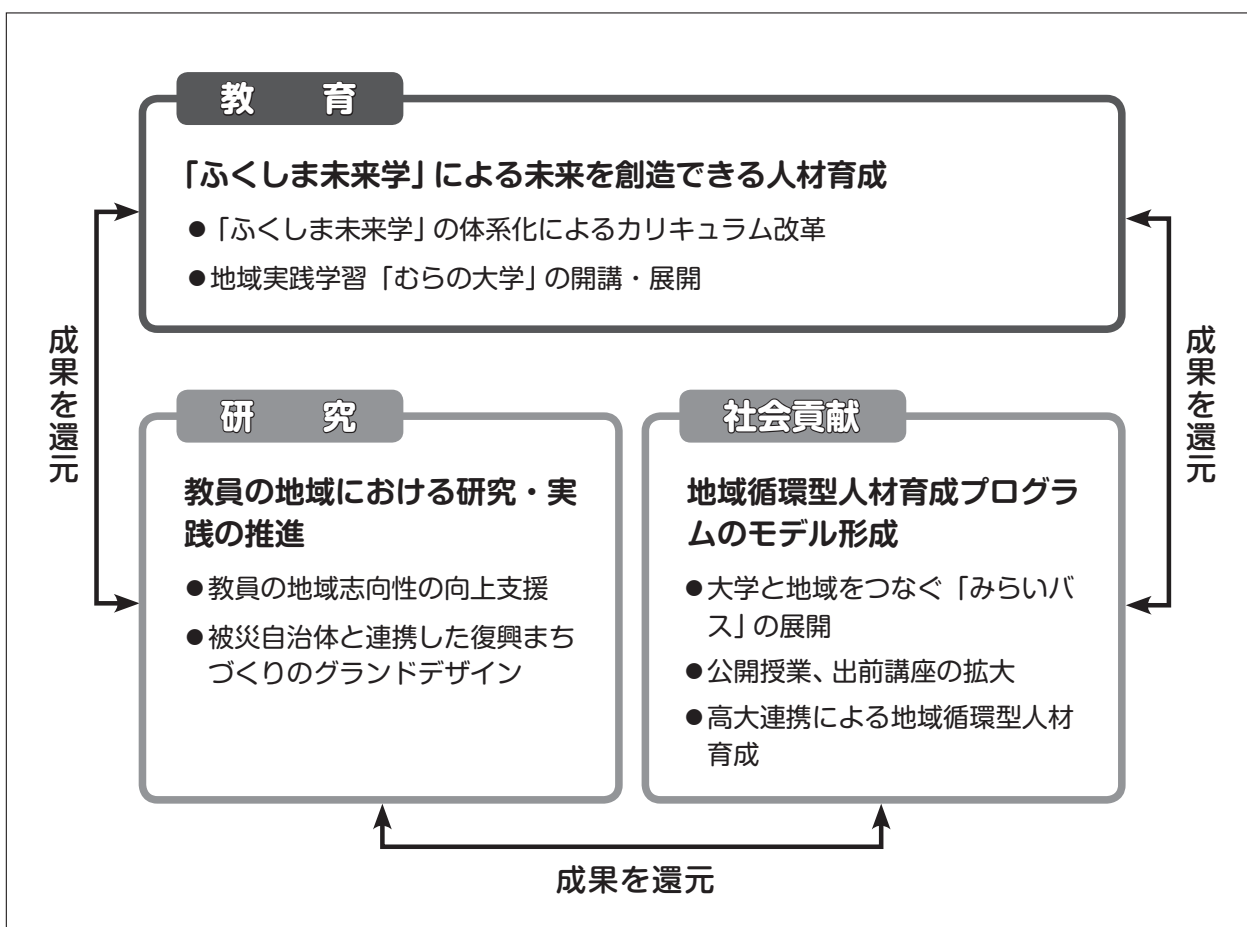 教 育
「ふくしま未来学」による未来を創造できる人材育成
●「ふくしま未来学」の体系化によるカリキュラム改革
●地域実践学習「むらの大学」の開講・展開
成果を還元
成果を還元
研 究
教員の地域における研究・実
践の推進
●教員の地域志向性の向上支援
●被災自治体と連携した復興まち
づくりのグランドデザイン
社会貢献
地域循環型人材育成プログラ
ムのモデル形成
●大学と地域をつなぐ「みらいバ
ス」の展開
●公開授業、出前講座の拡大
●高大連携による地域循環型人材
育成
成果を還元